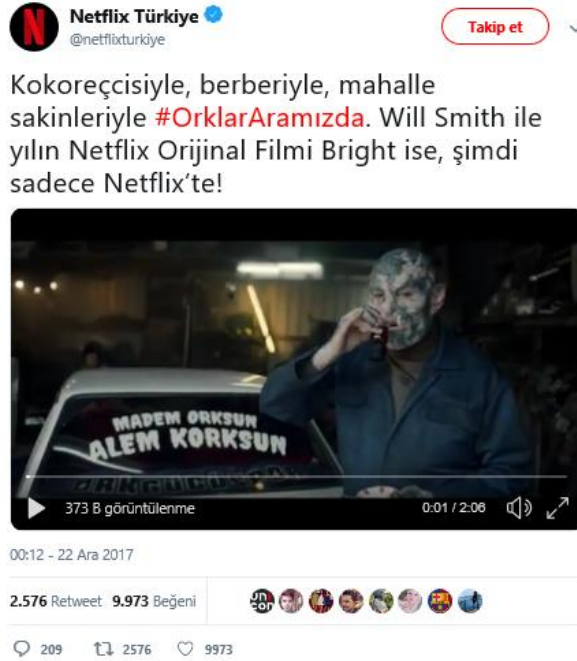 Netflix Türkiye
@netflixturkiye
Takip et
Kokoreçcisiyle, berberiyle, mahalle
sakinleriyle #OrklarAramızda. Will Smith ile
yılın Netflix Orijinal Filmi Bright ise, şimdi
sadece Netflix'te!
MADEM ORKSUN
ALEM KORKSUN
373 B görüntülenme
0:01 / 2:06
00:12 - 22 Ara 2017
2.576 Retweet 9.973 Beğeni
209 2576 9973